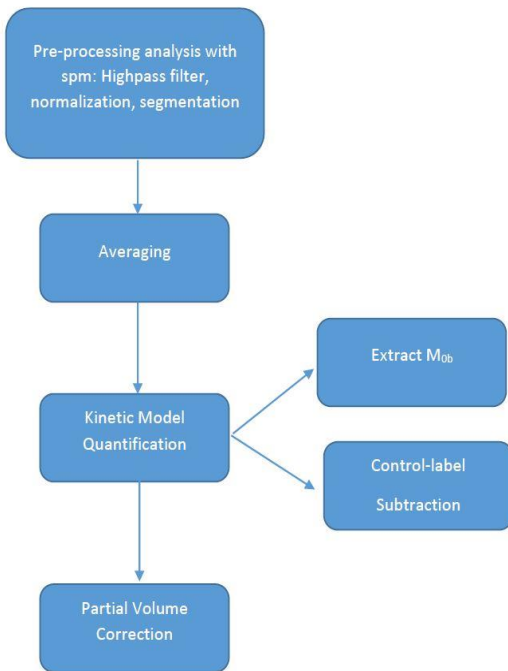 Pre-processing analysis with
spm: Highpass filter,
normalization, segmentation
Averaging
Kinetic Model
Quantification
Extract M₀b
Control-label
Subtraction
Partial Volume
Correction